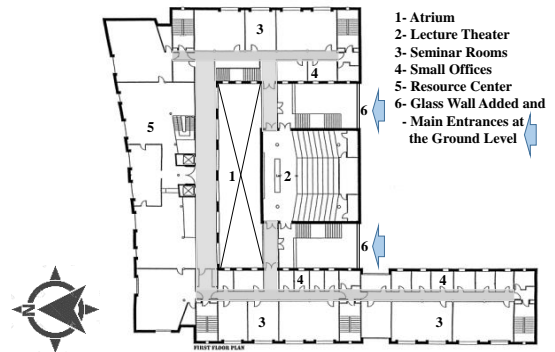 1- Atrium
2- Lecture Theater
3- Seminar Rooms
4- Small Offices
5- Resource Center
6- Glass Wall Added and
- Main Entrances at
the Ground Level
3
4
6
5
1
2
6
4
4
3
3
N
FIRST FLOOR PLAN